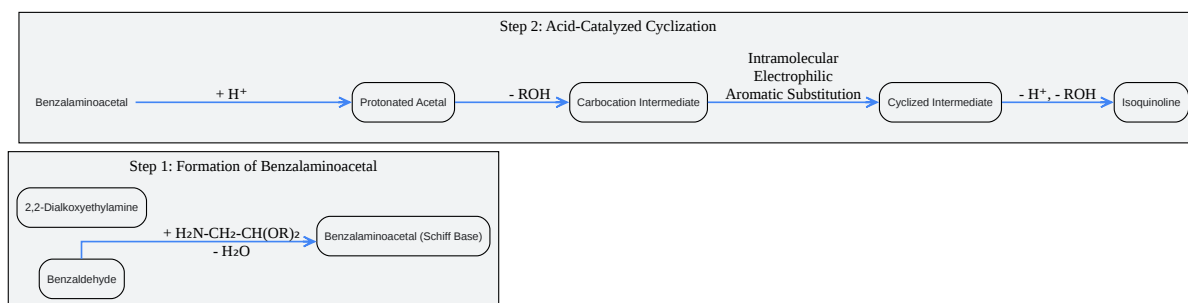 Step 2: Acid-Catalyzed Cyclization
Benzalaminoacetal
+ H⁺
Protonated Acetal
- ROH
Carbocation Intermediate
Intramolecular
Electrophilic
Aromatic Substitution
Cyclized Intermediate
- H⁺, - ROH
Isoquinoline
Step 1: Formation of Benzalaminoacetal
2,2-Dialkoxyethylamine
+ H₂N-CH₂-CH(OR)₂
- H₂O
Benzalaminoacetal (Schiff Base)
Benzaldehyde